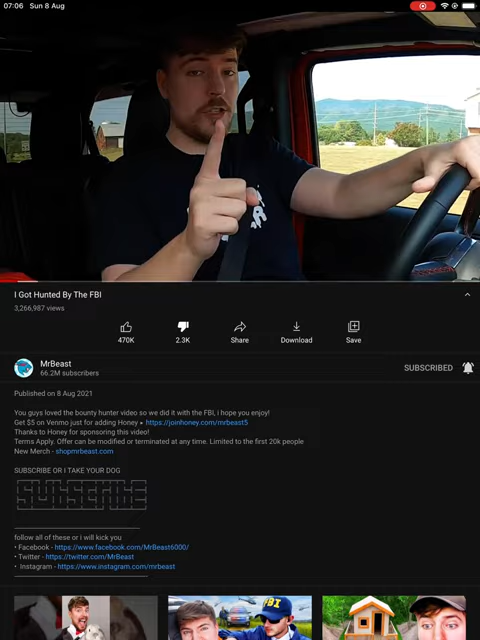 07:06 Sun 8 Aug
I Got Hunted By The FBI
3,266,987 views
470K
2.3K
Share
Download
Save
MrBeast
66.2M subscribers
SUBSCRIBED
Published on 8 Aug 2021
You guys loved the bounty hunter video so we did it with the FBI, i hope you enjoy!
Get $5 on Venmo just for adding Honey ▸ https://joinhoney.com/mrbeast5
Thanks to Honey for sponsoring this video!
Terms Apply. Offer can be modified or terminated at any time. Limited to the first 20k people
New Merch - shopmrbeast.com
SUBSCRIBE OR I TAKE YOUR DOG
follow all of these or i will kick you
• Facebook - https://www.facebook.com/MrBeast6000/
• Twitter - https://twitter.com/MrBeast
• Instagram - https://www.instagram.com/mrbeast
FBI